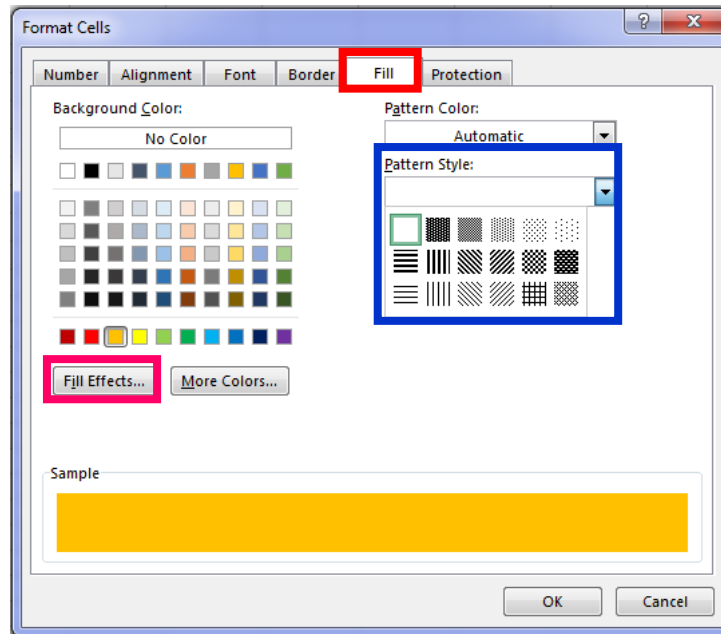 Format Cells
?
Number Alignment Font Border Fill Protection
Background Color:
No Color
Pattern Color:
Automatic
Pattern Style:
Fill Effects...
More Colors...
Sample
OK
Cancel